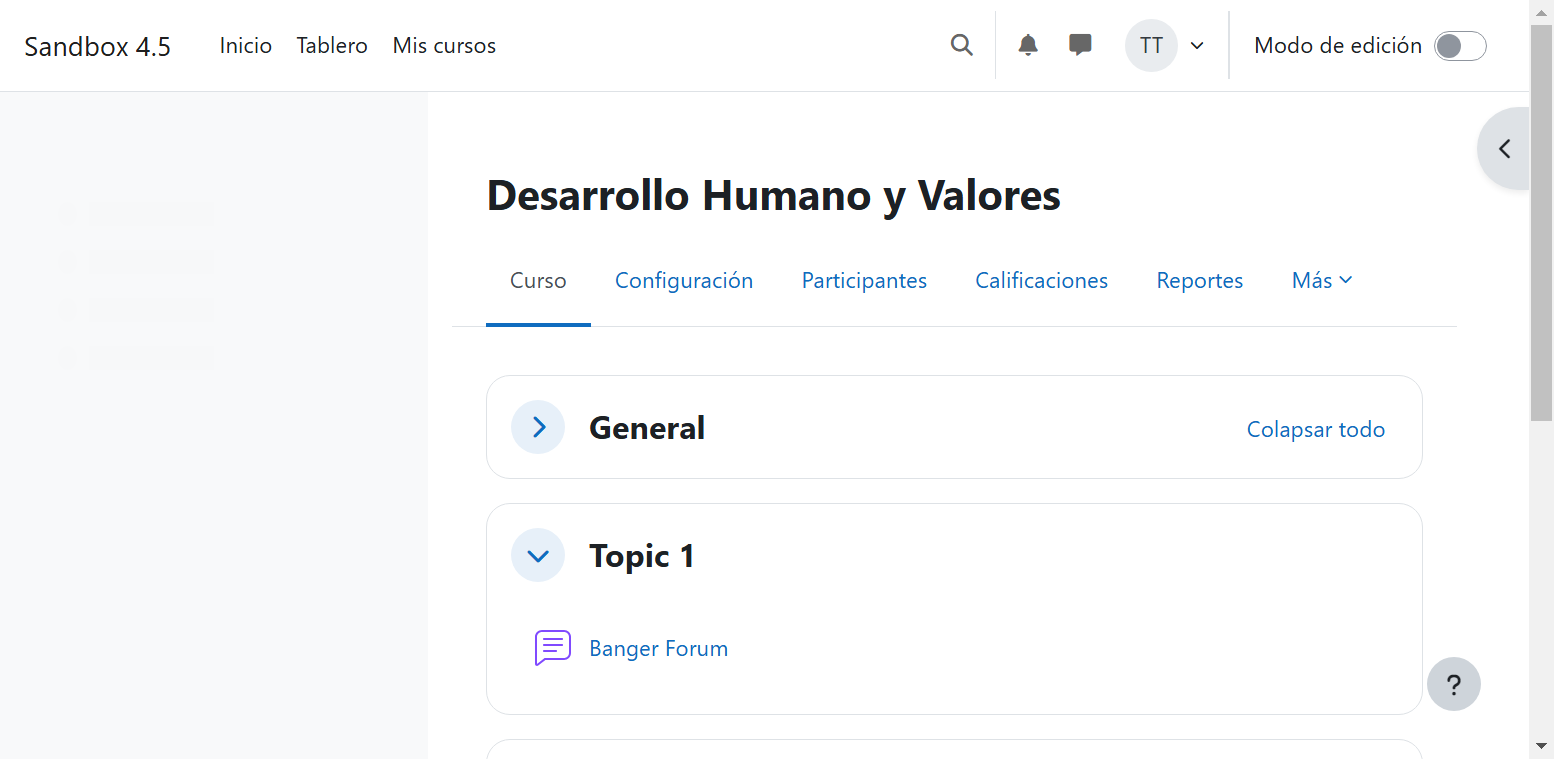 Sandbox 4.5 Inicio Tablero Mis cursos TT Modo de edición
Desarrollo Humano y Valores
Curso Configuración Participantes Calificaciones Reportes Más
General Colapsar todo
Topic 1
Banger Forum
?